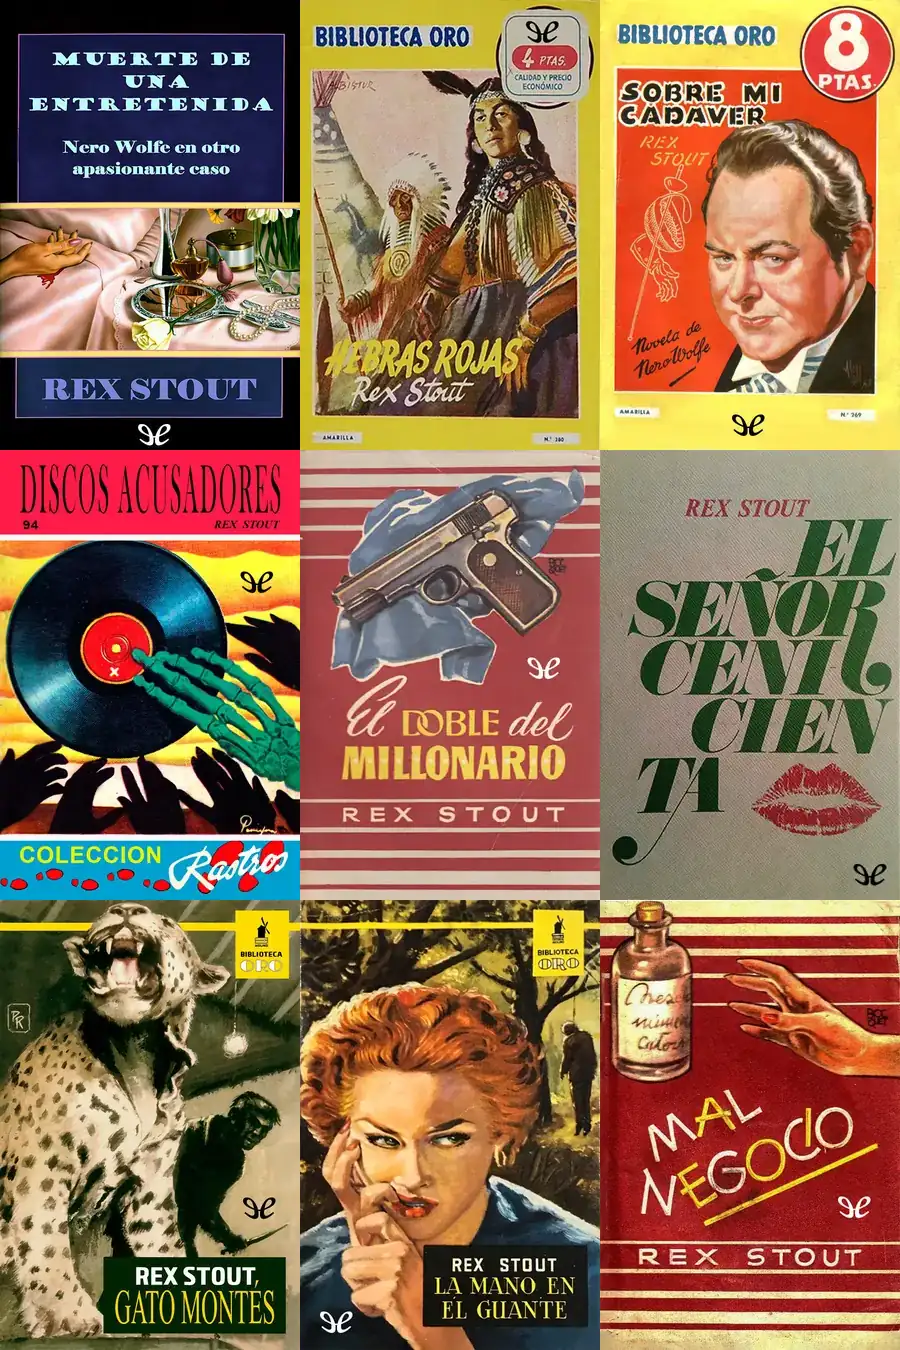 MUERTE DE
UNA
ENTRETENIDA
Nero Wolfe en otro
apasionante caso
REX STOUT
BIBLIOTECA ORO
4 PTAS.
CALIDAD Y PRECIO
ECONÓMICO
HEBRAS ROJAS
Rex Stout
AMARILLA
Nº 280
BIBLIOTECA ORO
8
PTAS.
SOBRE MI
CADAVER
REX
STOUT
Novela de
Nero Wolfe
AMARILLA
Nº 269
DISCOS ACUSADORES
94
REX STOUT
COLECCION
Rastros
El DOBLE del
MILLONARIO
REX STOUT
REX STOUT
EL
SEÑOR
CENI
CIEN
TA
BIBLIOTECA
ORO
PR
REX STOUT,
GATO MONTÉS
BIBLIOTECA
ORO
REX STOUT
LA MANO EN
EL GUANTE
MAL
NEGOCIO
REX STOUT